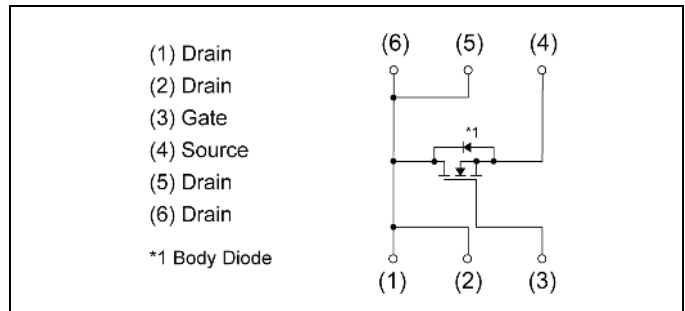 (1) Drain
(2) Drain
(3) Gate
(4) Source
(5) Drain
(6) Drain
*1 Body Diode
(6) (5) (4)
*1
(1) (2) (3)